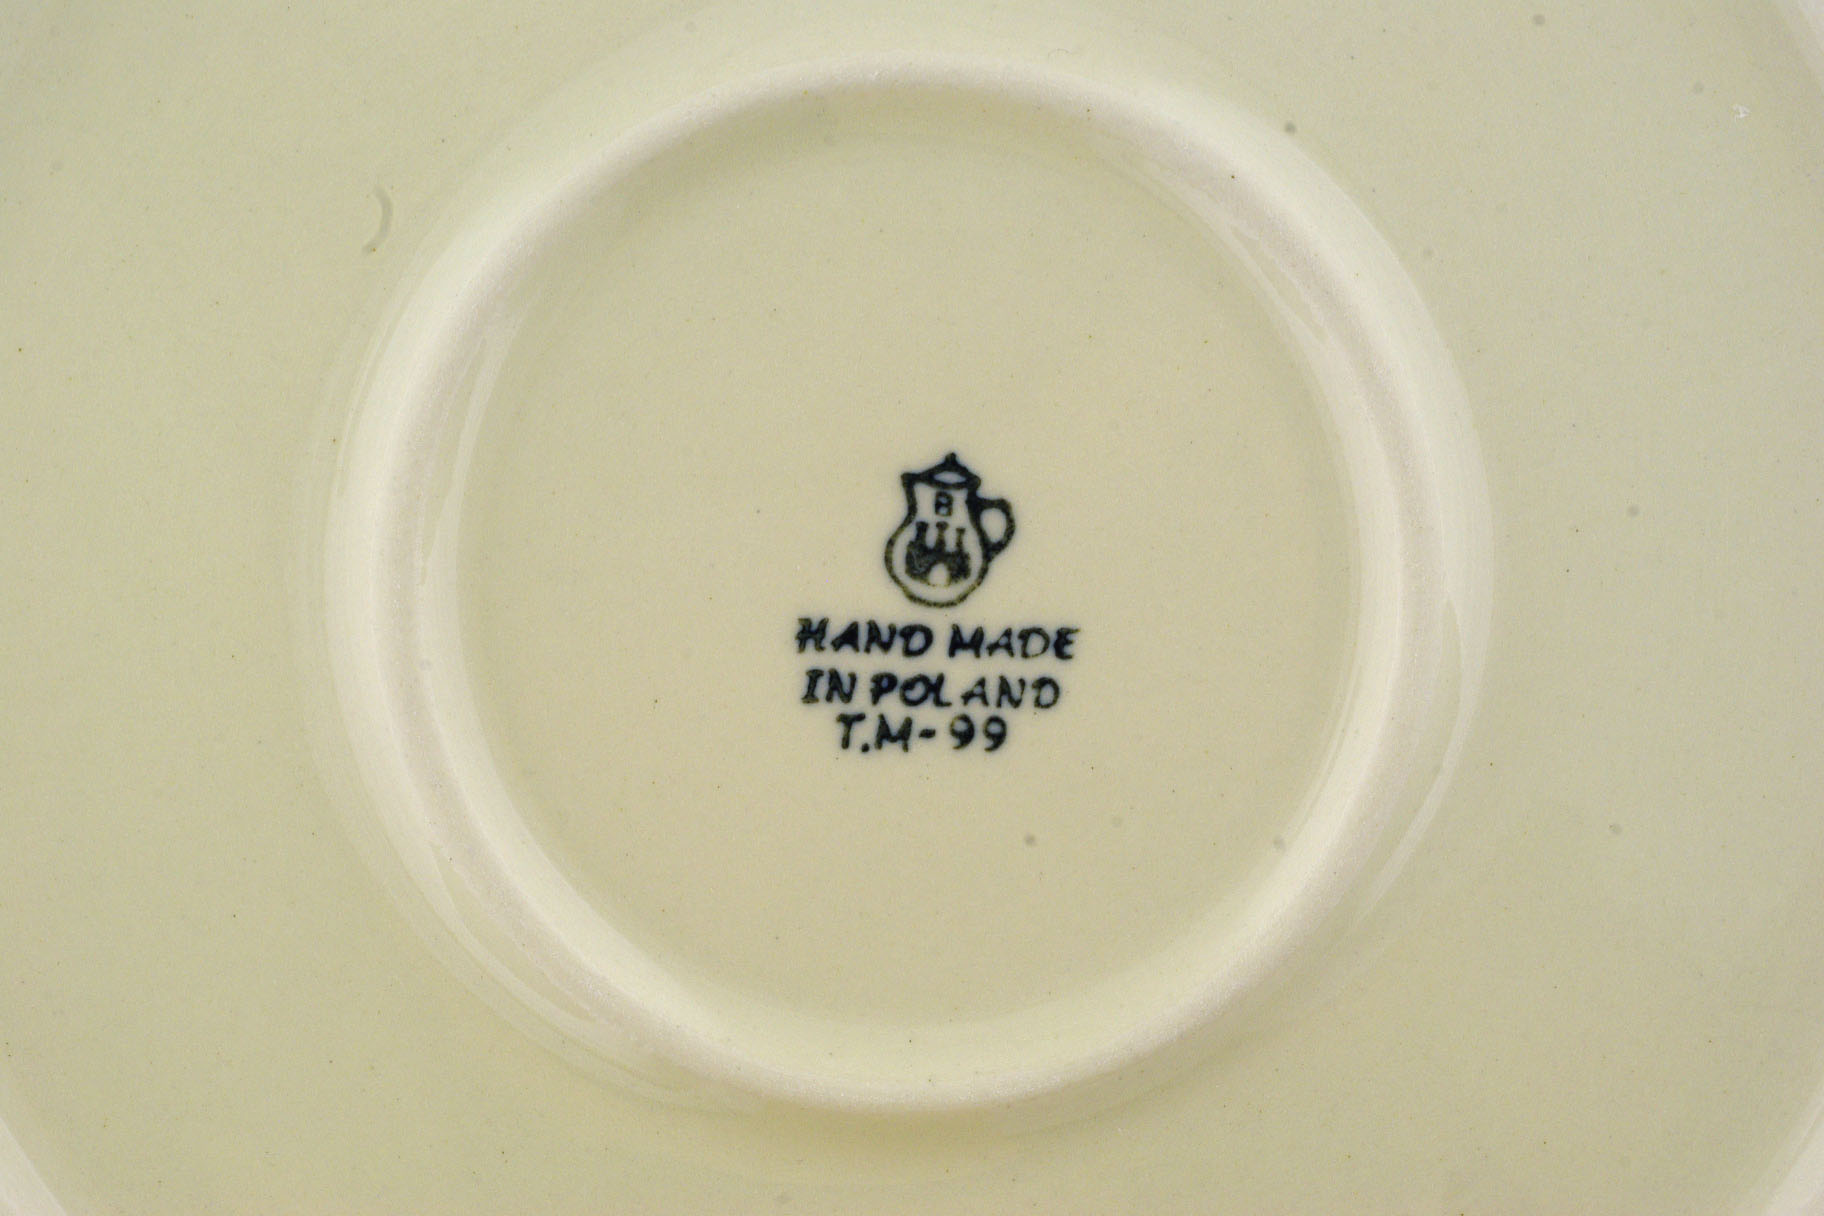 B
HAND MADE
IN POLAND
T.M-99